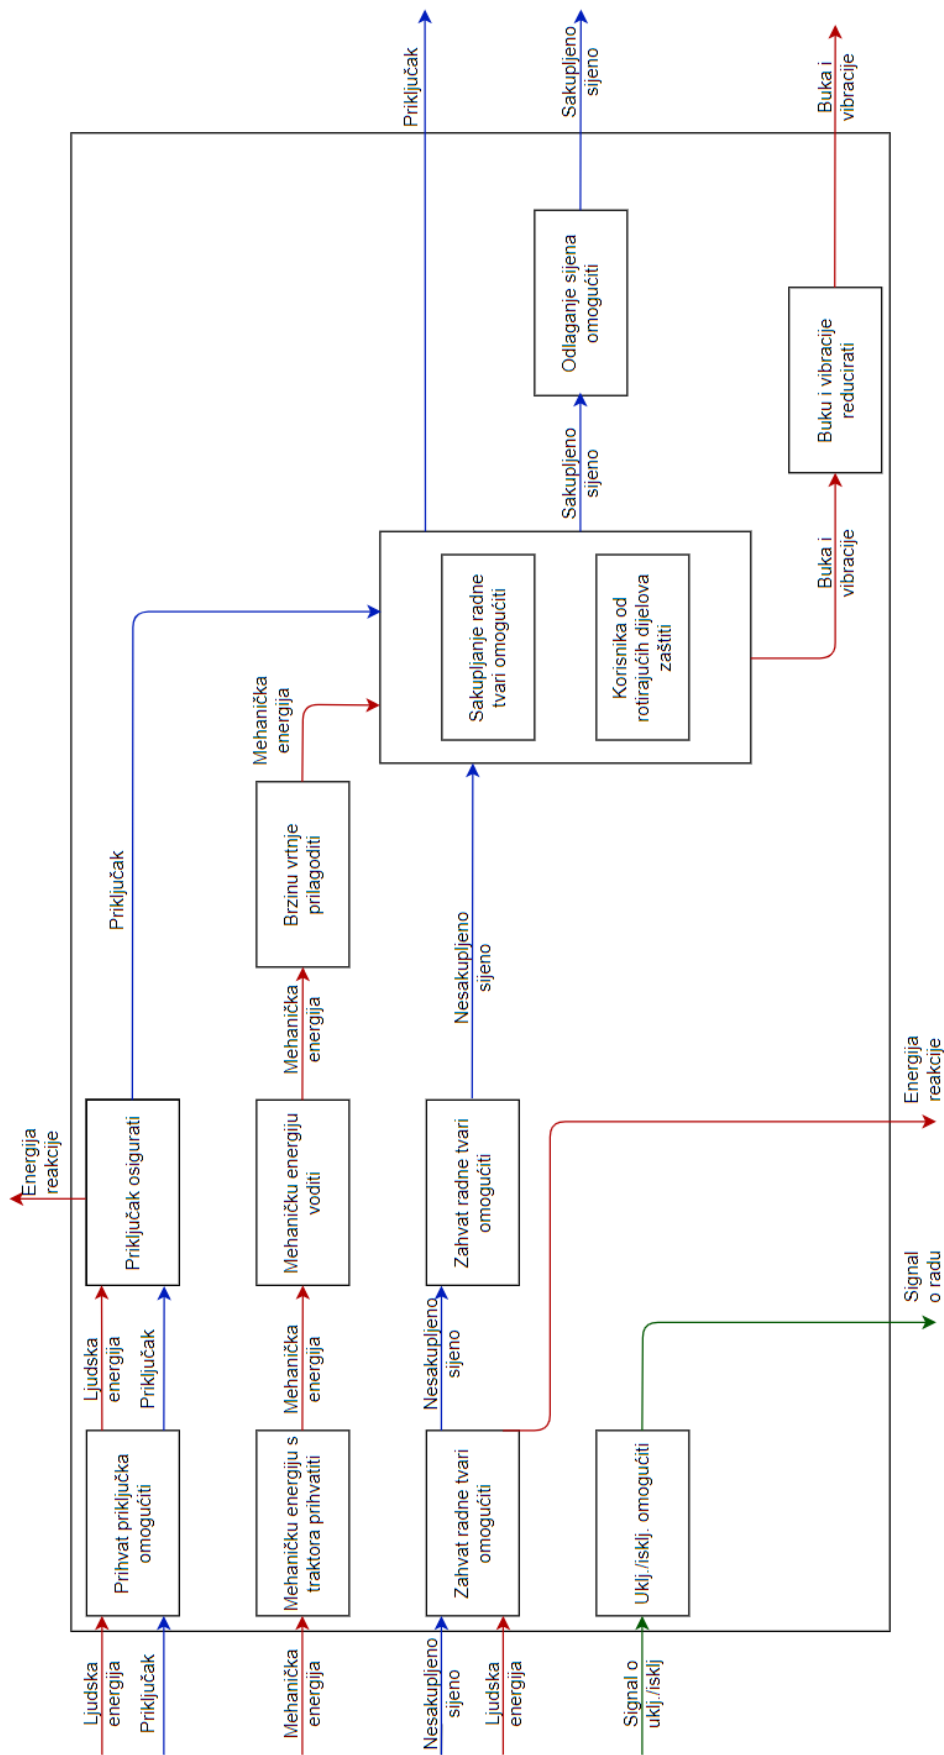 Ljudska
energija
Priključak
Prihvat priključka
omogućiti
Ljudska
energija
Priključak
Priključak osigurati
Energija
reakcije
Priključak
Priključak
Mehanička
energija
Mehaničku energiju s
traktora prihvatiti
Mehanička
energija
Mehaničku energiju
voditi
Mehanička
energija
Brzinu vrtnje
prilagoditi
Mehanička
energija
Nesakupljeno
sijeno
Ljudska
energija
Zahvat radne tvari
omogućiti
Nesakupljeno
sijeno
Zahvat radne tvari
omogućiti
Nesakupljeno
sijeno
Sakupljanje radne
tvari omogućiti
Korisnika od
rotirajućih dijelova
zaštiti
Sakupljeno
sijeno
Odlaganje sijena
omogućiti
Sakupljeno
sijeno
Signal o
uklj./isklj
Uklj./isklj. omogućiti
Signal
o radu
Energija
reakcije
Buka i
vibracije
Buku i vibracije
reducirati
Buka i
vibracije